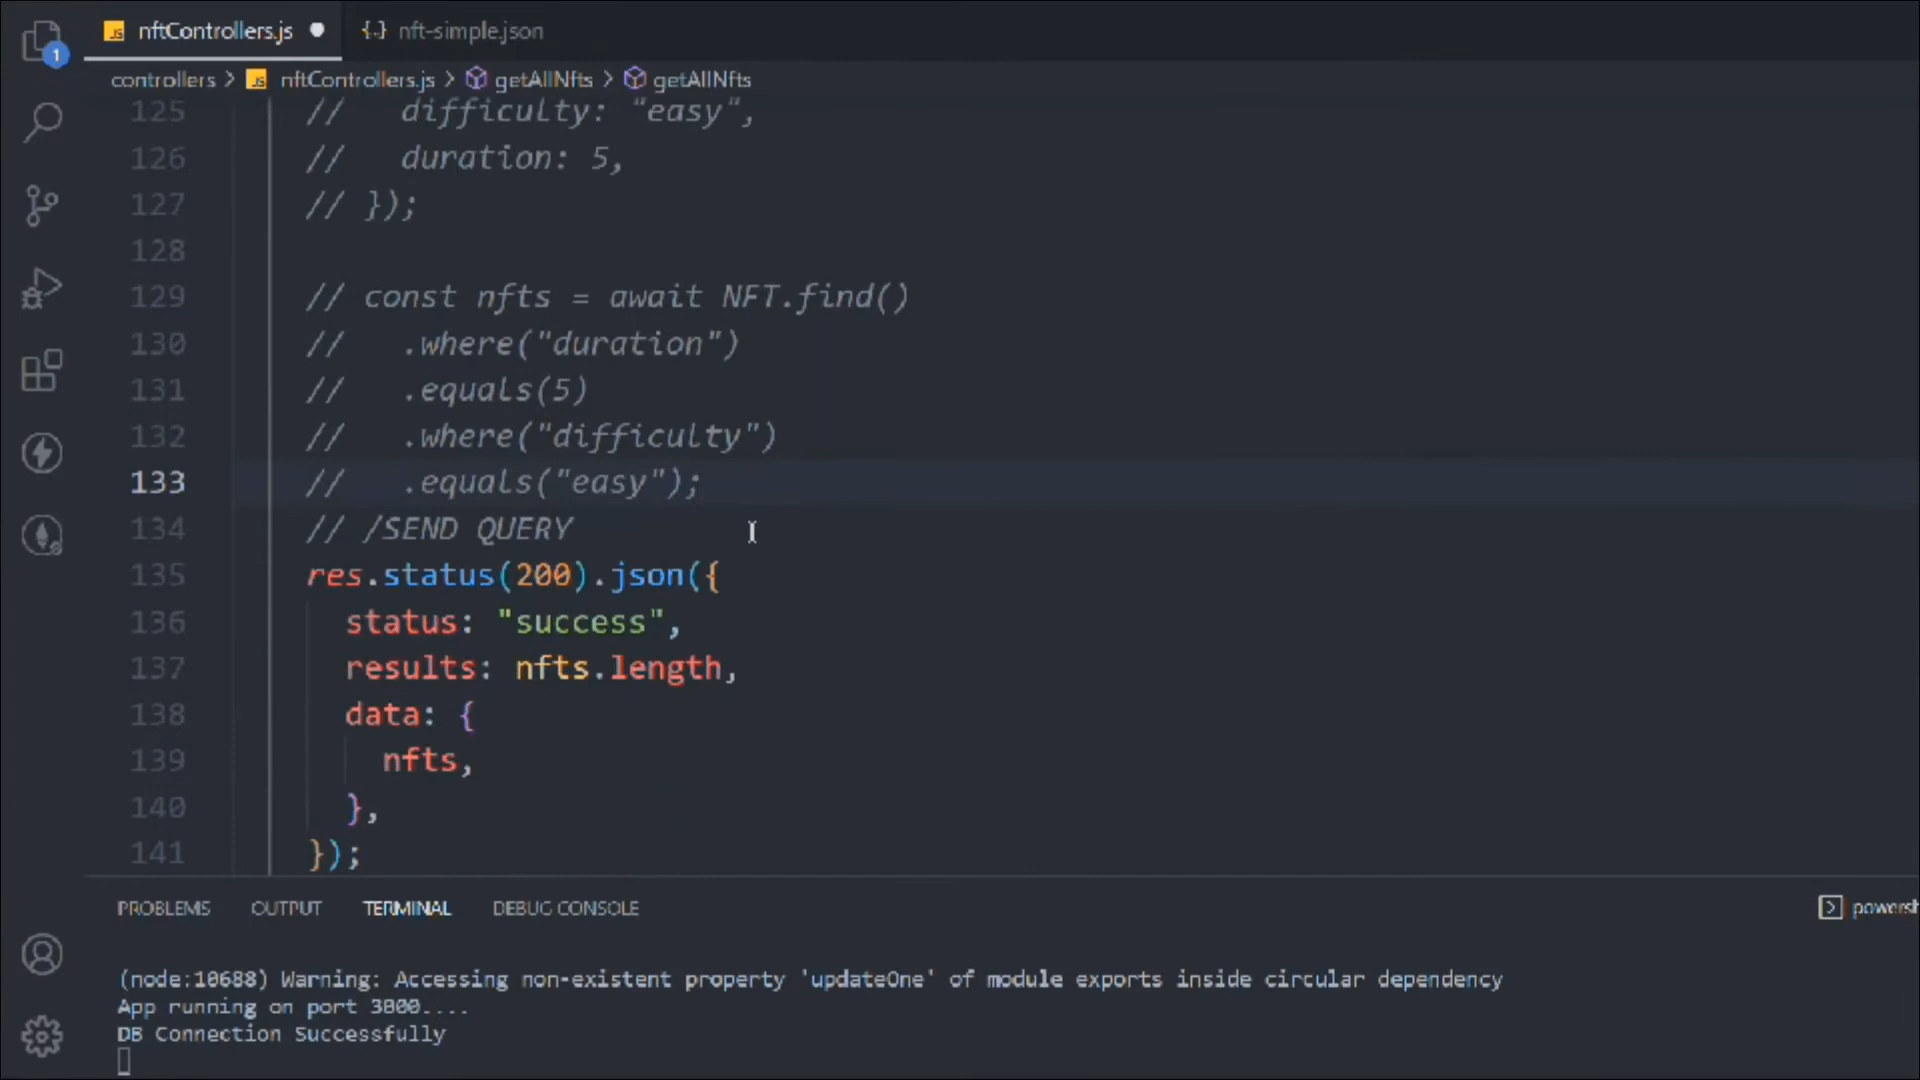 nftControllers.js
nft-simple.json
1
controllers > nftControllers.js > getAllNfts > getAllNfts
125 // difficulty: "easy",
126 // duration: 5,
127 // });
128
129 // const nfts = await NFT.find()
130 // .where("duration")
131 // .equals(5)
132 // .where("difficulty")
133 // .equals("easy");
134 // /SEND QUERY
135 res.status(200).json({
136 status: "success",
137 results: nfts.length,
138 data: {
139 nfts,
140 },
141 });
PROBLEMS OUTPUT TERMINAL DEBUG CONSOLE
powersh
(node:10688) Warning: Accessing non-existent property 'updateOne' of module exports inside circular dependency
App running on port 3000....
DB Connection Successfully